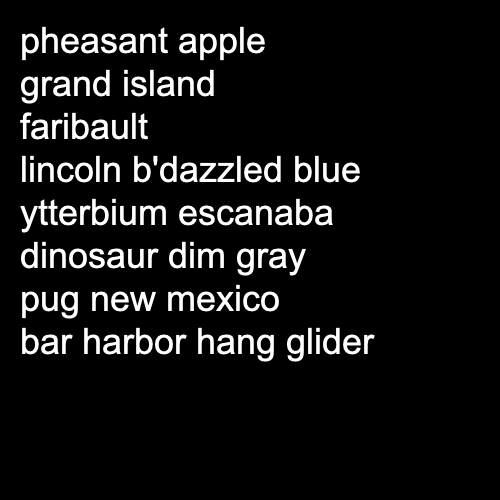 pheasant apple
grand island
faribault
lincoln b'dazzled blue
ytterbium escanaba
dinosaur dim gray
pug new mexico
bar harbor hang glider